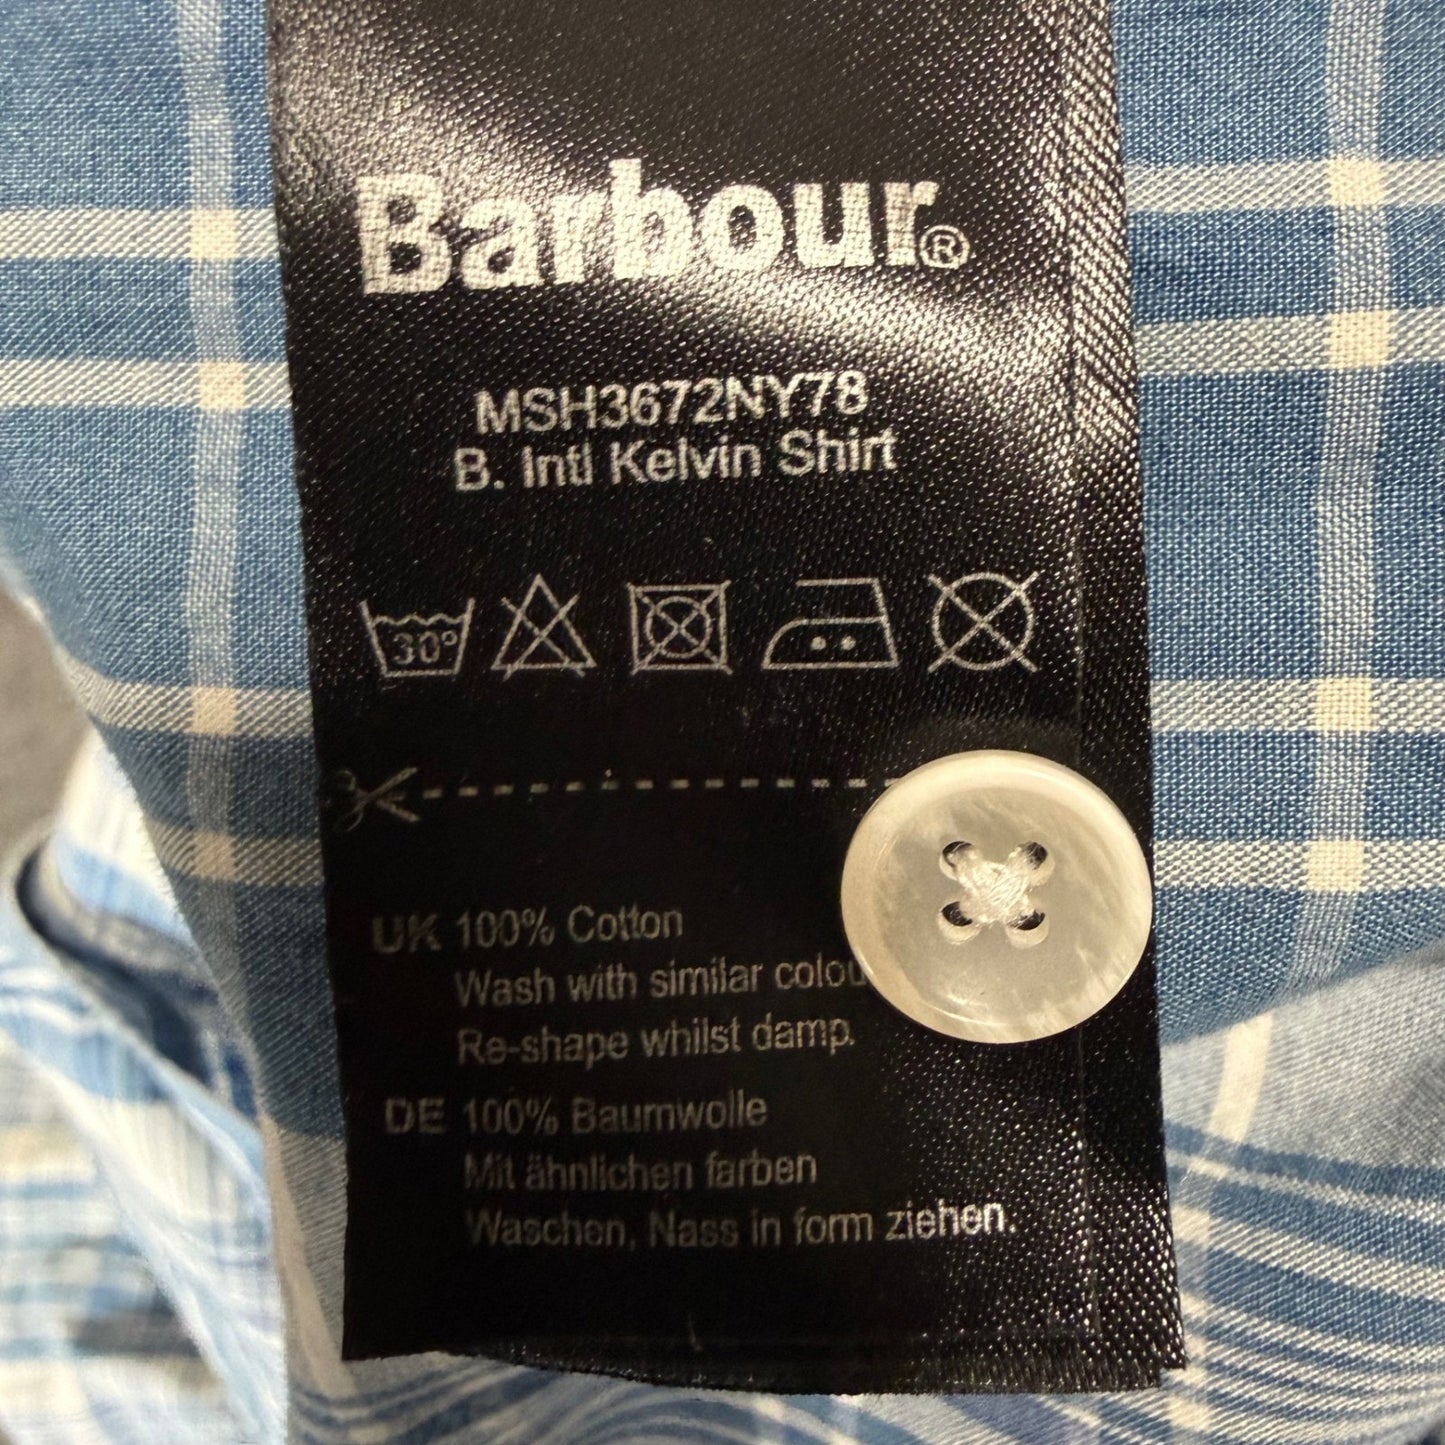 Barbour®
MSH3672NY78
B. Intl Kelvin Shirt
30°
UK 100% Cotton
Wash with similar colou
Re-shape whilst damp.
DE 100% Baumwolle
Mit ähnlichen farben
Waschen, Nass in form ziehen.